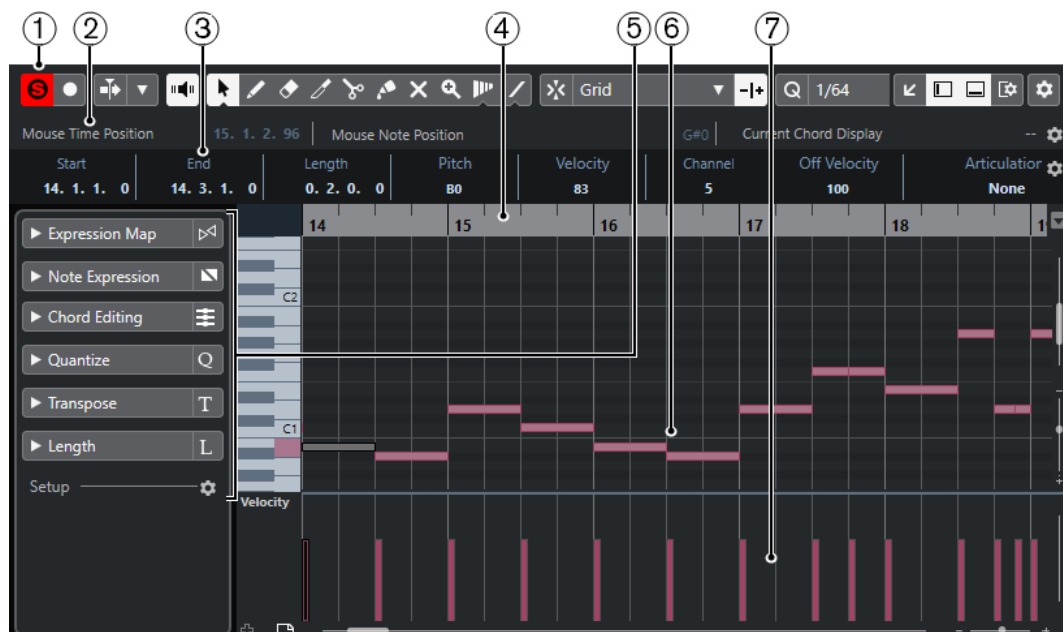 1 2 3 4 5 6 7
S Grid Q 1/64
Mouse Time Position 15. 1. 2. 96 Mouse Note Position G#0 Current Chord Display --
Start End Length Pitch Velocity Channel Off Velocity Articulation
14. 1. 1. 0 14. 3. 1. 0 0. 2. 0. 0 B0 83 5 100 None
14 15 16 17 18
Expression Map
Note Expression
C2
Chord Editing
Quantize Q
Transpose T
C1
Length L
Setup
Velocity